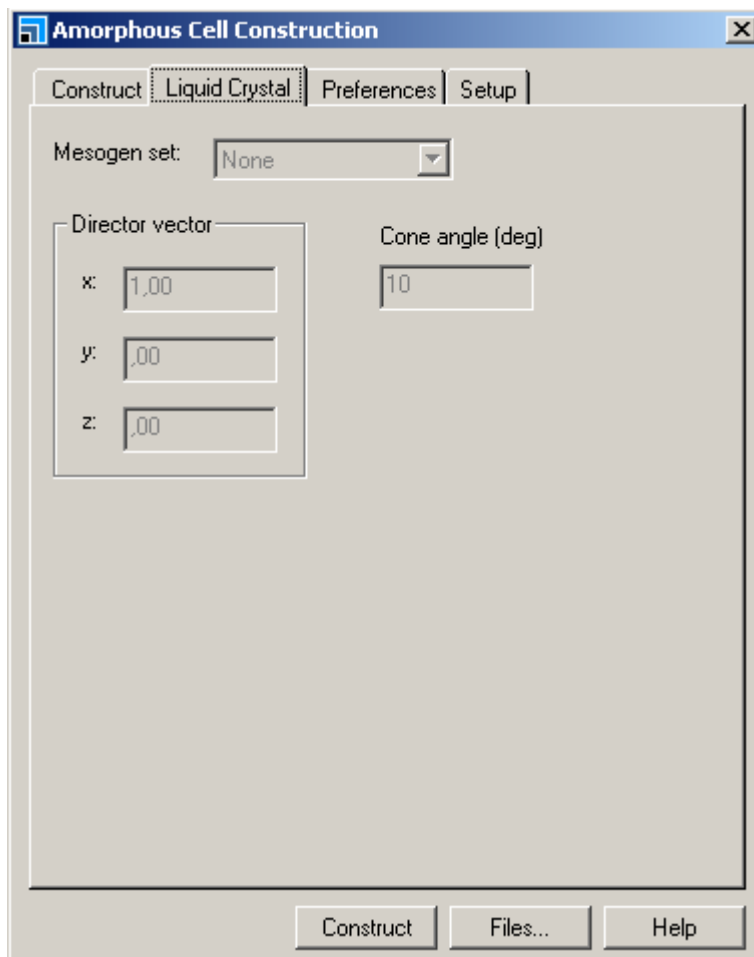 Amorphous Cell Construction
Construct Liquid Crystal Preferences Setup
Mesogen set: None
Director vector
Cone angle (deg)
x: 1,00
10
y: ,00
z: ,00
Construct Files... Help